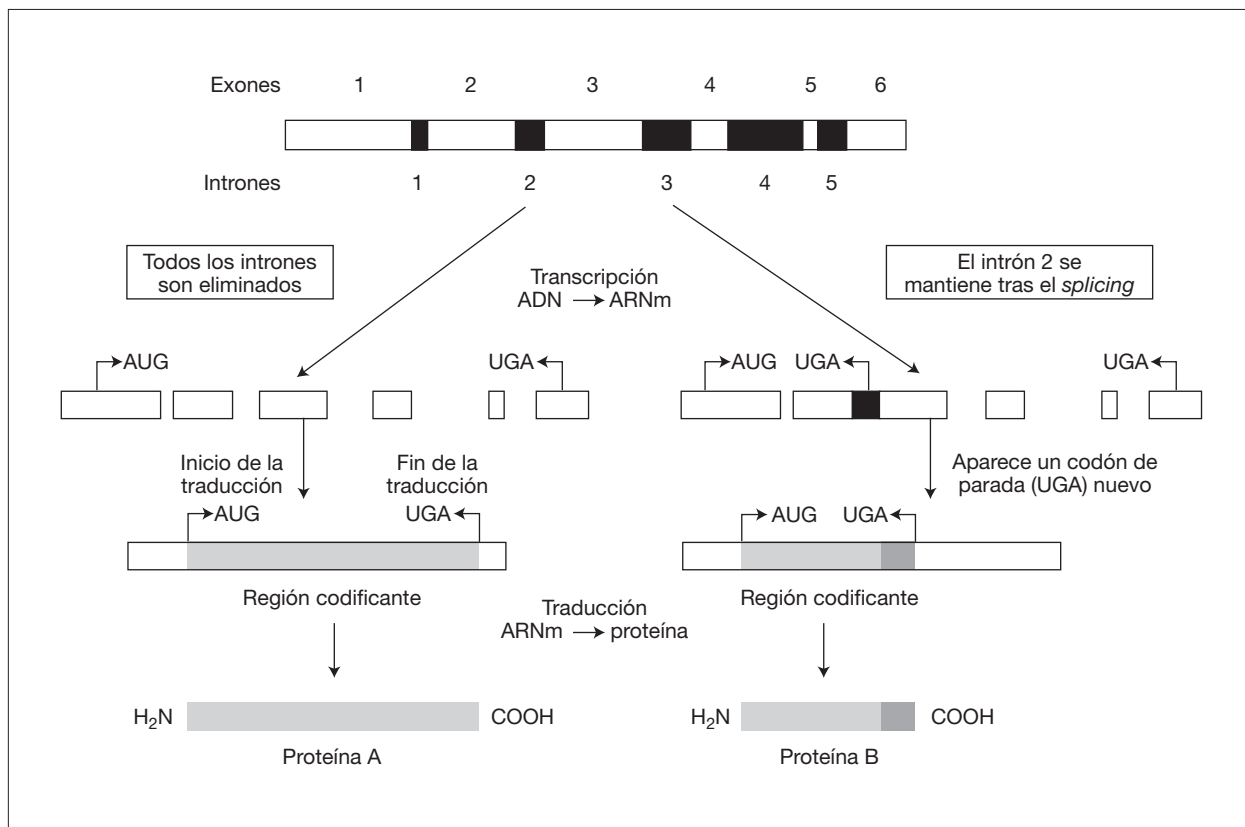 Exones 1 2 3 4 5 6
Intrones 1 2 3 4 5
Todos los intrones
son eliminados
Transcripción
ADN → ARNm
El intrón 2 se
mantiene tras el splicing
AUG UGA
AUG UGA UGA
Inicio de la
traducción
Fin de la
traducción
Aparece un codón de
parada (UGA) nuevo
AUG UGA
AUG UGA
Región codificante
Región codificante
Traducción
ARNm → proteína
H₂N COOH
Proteína A
H₂N COOH
Proteína B